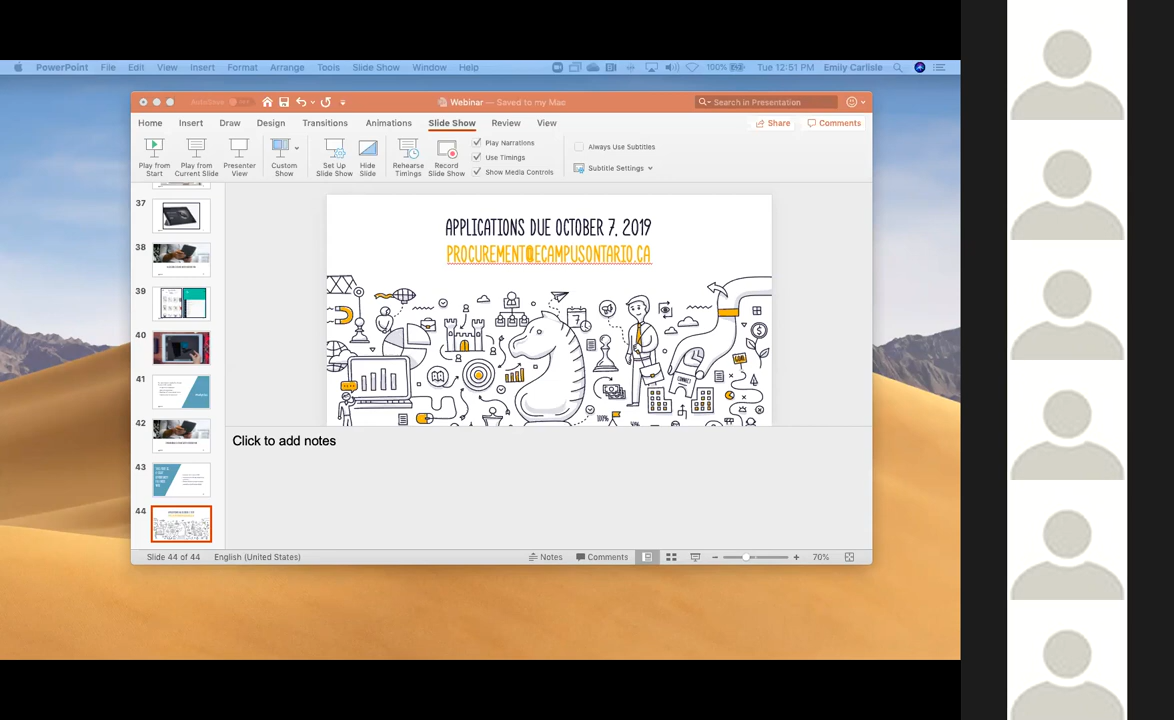 PowerPoint File Edit View Insert Format Arrange Tools Slide Show Window Help 100% Tue 12:51 PM Emily Carlisle
AutoSave Webinar — Saved to my Mac Search in Presentation
Home Insert Draw Design Transitions Animations Slide Show Review View Share Comments
Play from Start
Play from Current Slide
Presenter View
Custom Show
Set Up Slide Show
Hide Slide
Rehearse Timings
Record Slide Show
Play Narrations
Use Timings
Show Media Controls
Always Use Subtitles
Subtitle Settings
37
38
39
40
41
42
43
44
APPLICATIONS DUE OCTOBER 7, 2019
PROCUREMENT@ECAMPUSONTARIO.CA
7
CONNECT
100%
Click to add notes
Slide 44 of 44 English (United States) Notes Comments 70%